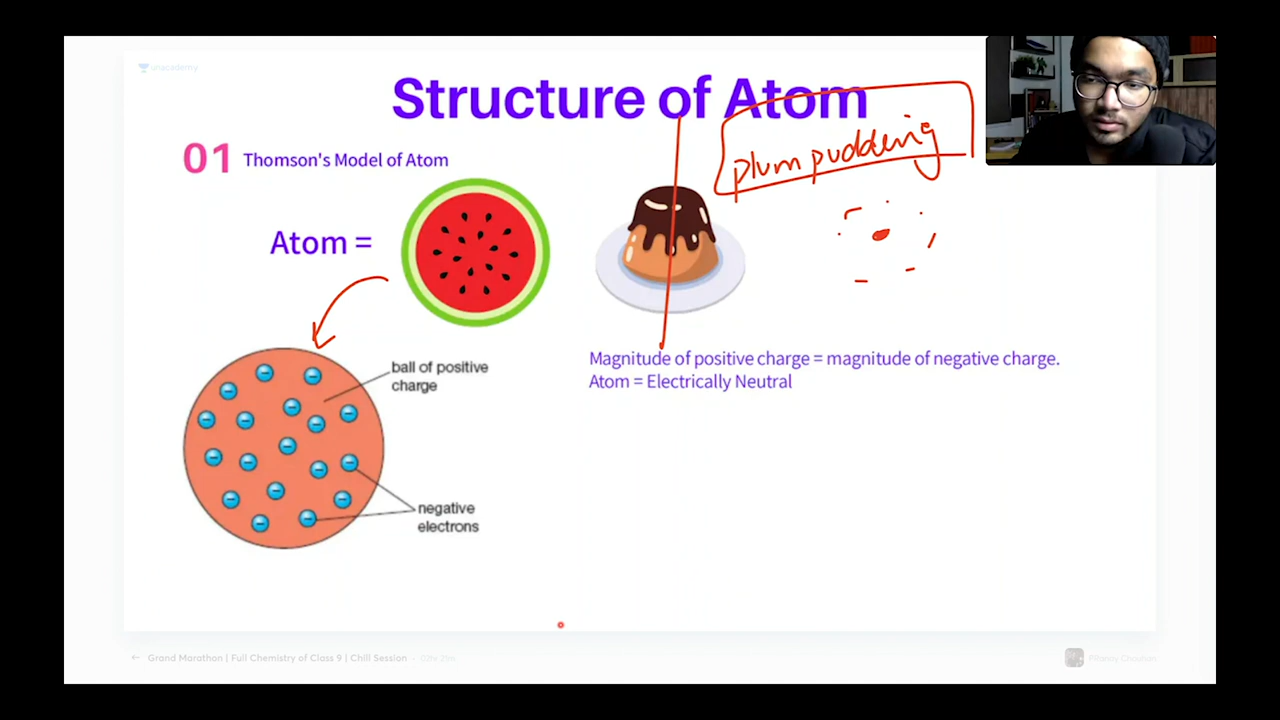 unacademy
Structure of Atom
plum pudding
01 Thomson's Model of Atom
Atom =
Magnitude of positive charge = magnitude of negative charge.
Atom = Electrically Neutral
ball of positive
charge
negative
electrons
Grand Marathon | Full Chemistry of Class 9 | Chill Session